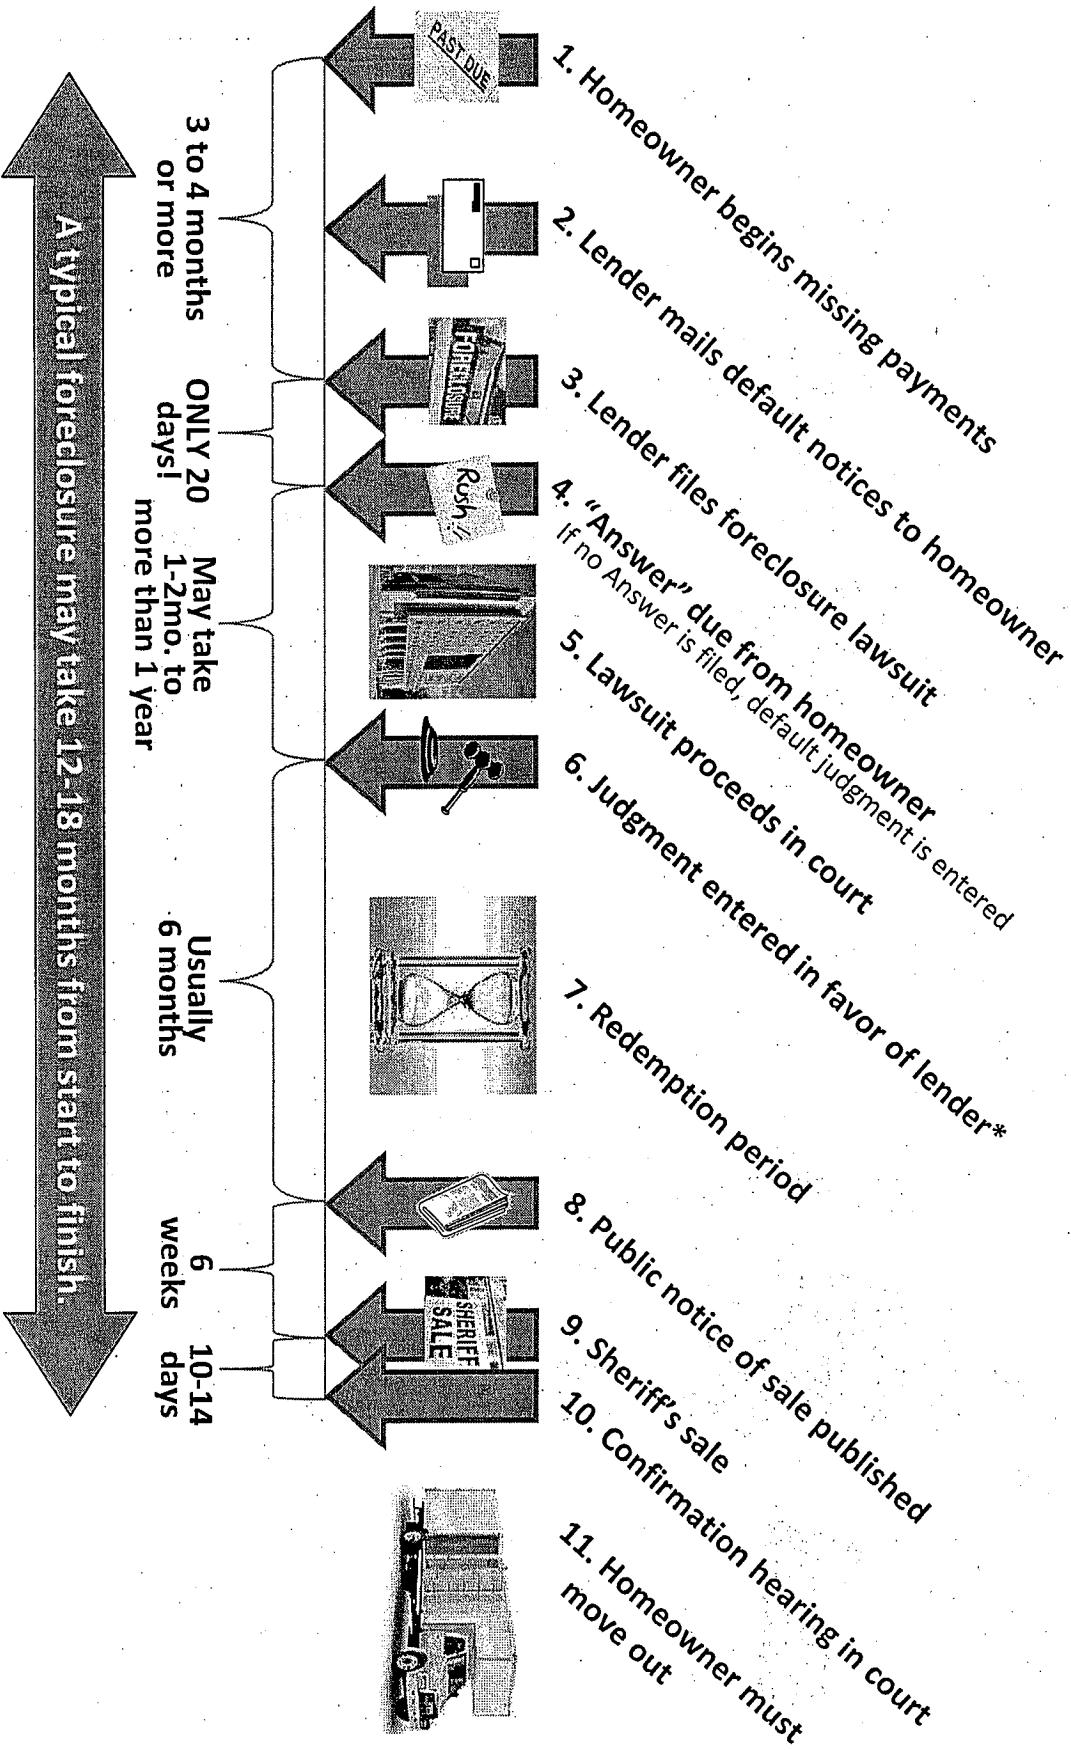 1. Homeowner begins missing payments
2. Lender mails default notices to homeowner
3. Lender files foreclosure lawsuit
4. “Answer” due from homeowner
If no Answer is filed, default judgment is entered
5. Lawsuit proceeds in court
6. Judgment entered in favor of lender*
7. Redemption period
8. Public notice of sale published
9. Sheriff's sale
10. Confirmation hearing in court
11. Homeowner must
move out
PAST DUE
FORECLOSURE
Rush!!
SHERIFF
SALE
3 to 4 months
or more
ONLY 20
days!
May take
1-2mo. to
more than 1 year
Usually
6 months
6
weeks
10-14
days
A typical foreclosure may take 12-18 months from start to finish.